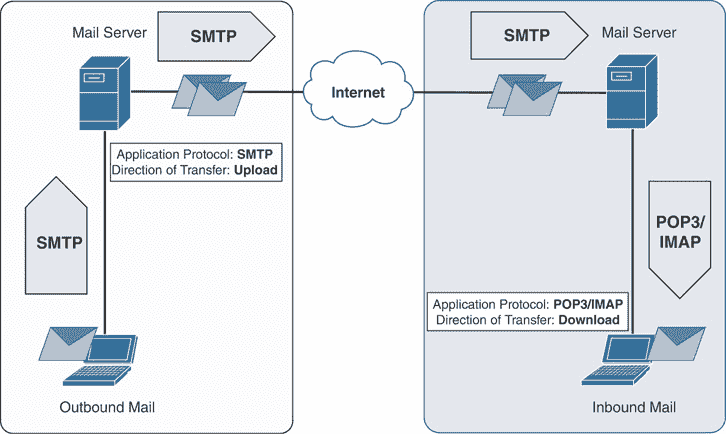 Mail Server
SMTP
Application Protocol: SMTP
Direction of Transfer: Upload
SMTP
Outbound Mail
Internet
SMTP
Mail Server
POP3/
IMAP
Application Protocol: POP3/IMAP
Direction of Transfer: Download
Inbound Mail